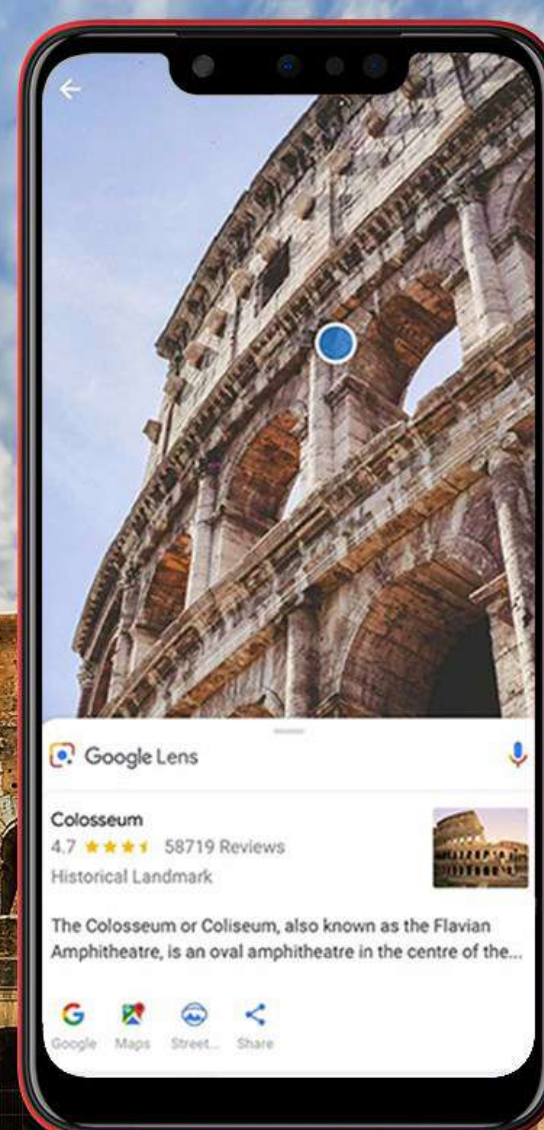 Google Lens
Colosseum
4.7 58719 Reviews
Historical Landmark
The Colosseum or Coliseum, also known as the Flavian
Amphitheatre, is an oval amphitheatre in the centre of the...
Google Maps Street... Share